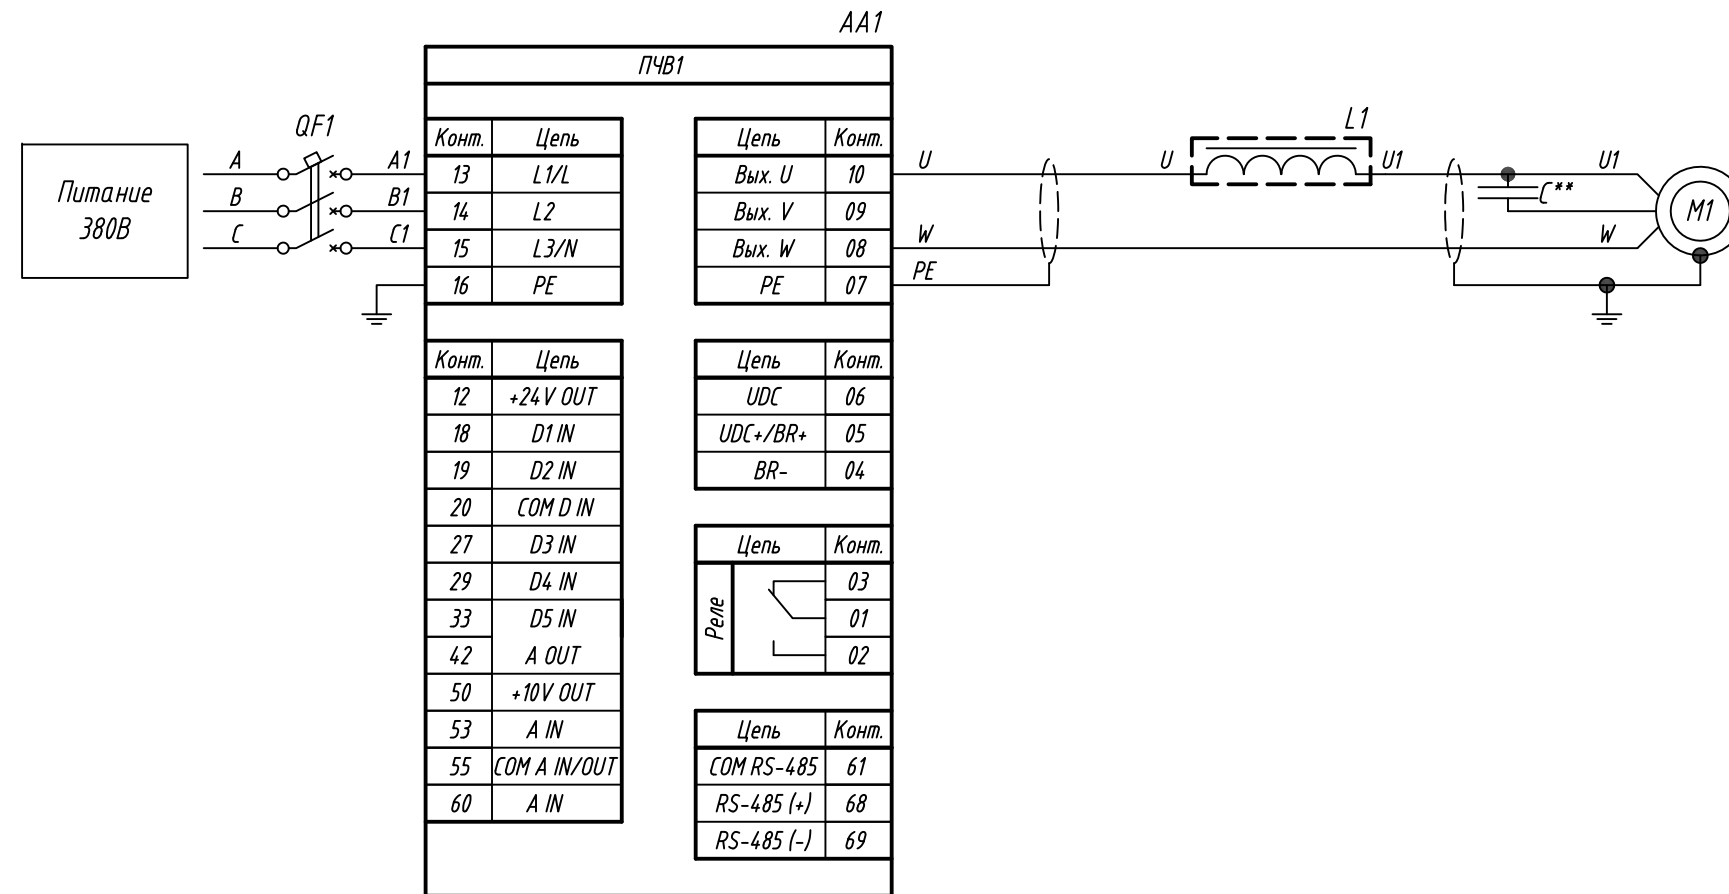 AA1
ПЧВ1
Питание
380В
QF1
A
A1
B
B1
C
C1
Конт. Цепь
13 L1/L
14 L2
15 L3/N
16 PE
Цепь Конт.
Вых. U 10
Вых. V 09
Вых. W 08
PE 07
U
W
PE
U
L1
U1
U1
C**
W
M1
Конт. Цепь
12 +24V OUT
18 D1 IN
19 D2 IN
20 COM D IN
27 D3 IN
29 D4 IN
33 D5 IN
42 A OUT
50 +10V OUT
53 A IN
55 COM A IN/OUT
60 A IN
Цепь Конт.
UDC 06
UDC+/BR+ 05
BR- 04
Цепь Конт.
Реле
03
01
02
Цепь Конт.
COM RS-485 61
RS-485 (+) 68
RS-485 (-) 69